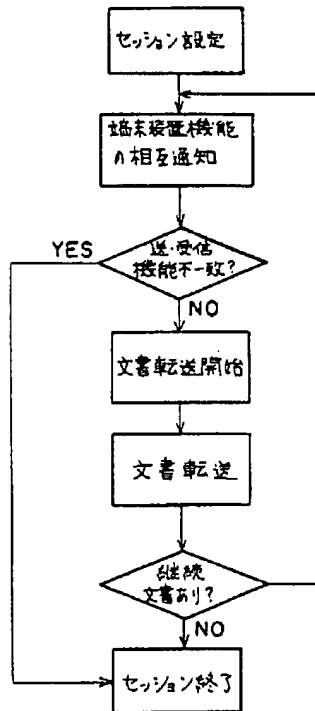 セッション設定
端末装置機能
の相互通知
送・受信
機能不一致?
YES
NO
文書転送開始
文書転送
継続
文書あり?
NO
セッション終了